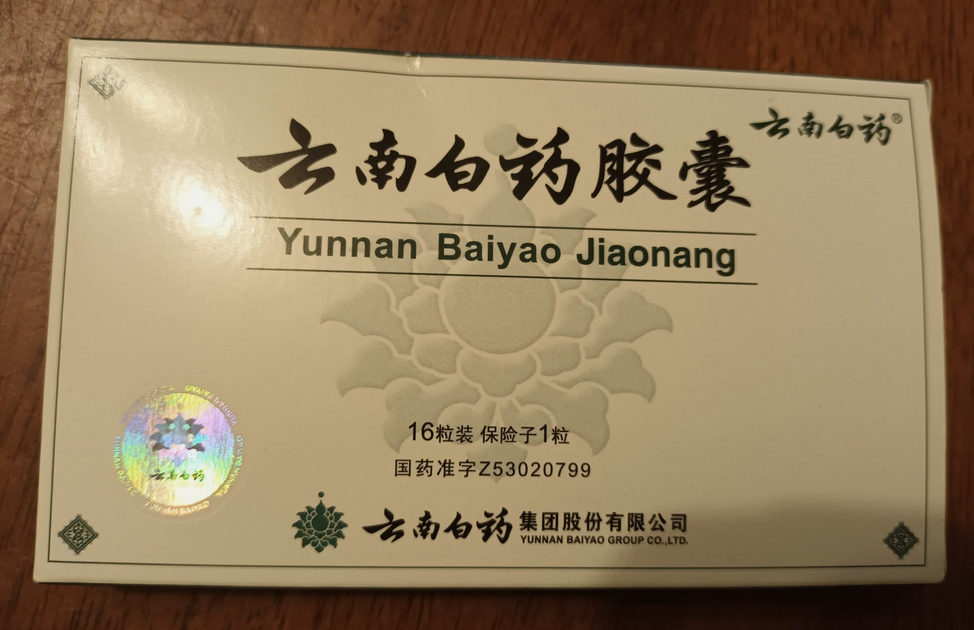 云南白药胶囊
云南白药®
Yunnan Baiyao Jiaonang
16粒装 保险子1粒
国药准字Z53020799
云南白药
云南白药集团股份有限公司
YUNNAN BAIYAO GROUP CO.,LTD.